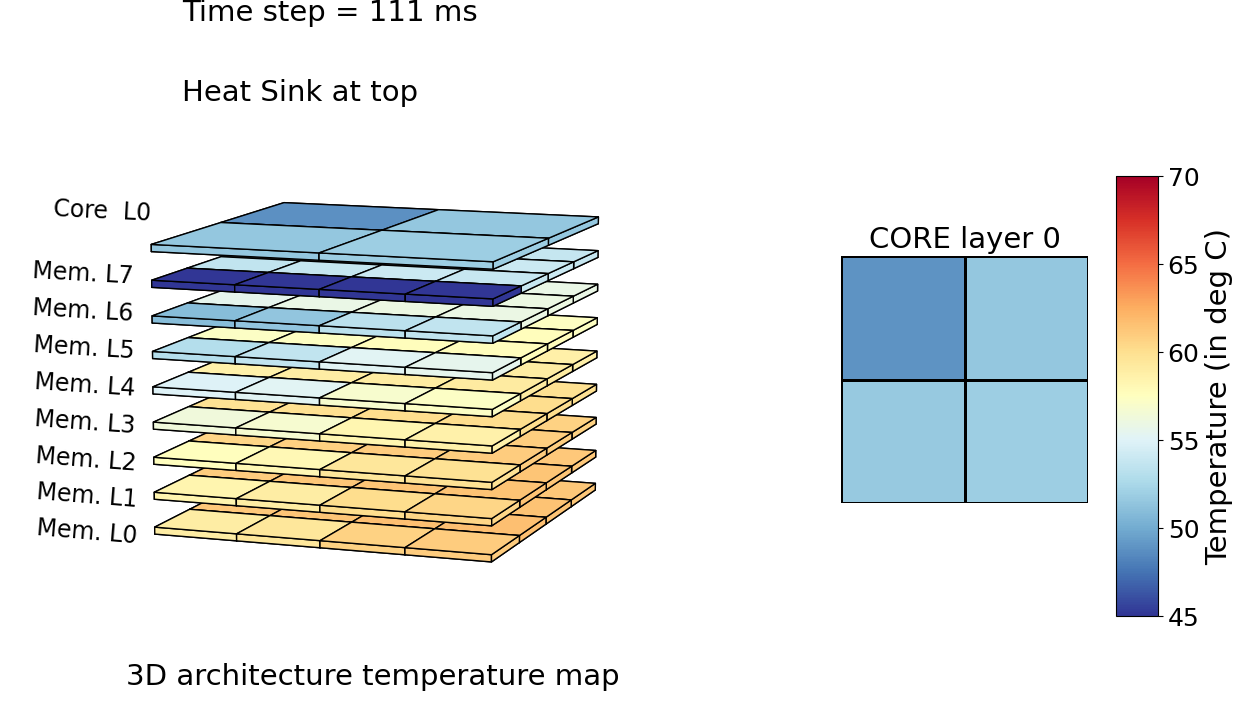 Time step = 111 ms
Heat Sink at top
Core  L0
Mem. L7
Mem. L6
Mem. L5
Mem. L4
Mem. L3
Mem. L2
Mem. L1
Mem. L0
3D architecture temperature map
CORE layer 0
70
65
60
55
50
45
Temperature (in deg C)